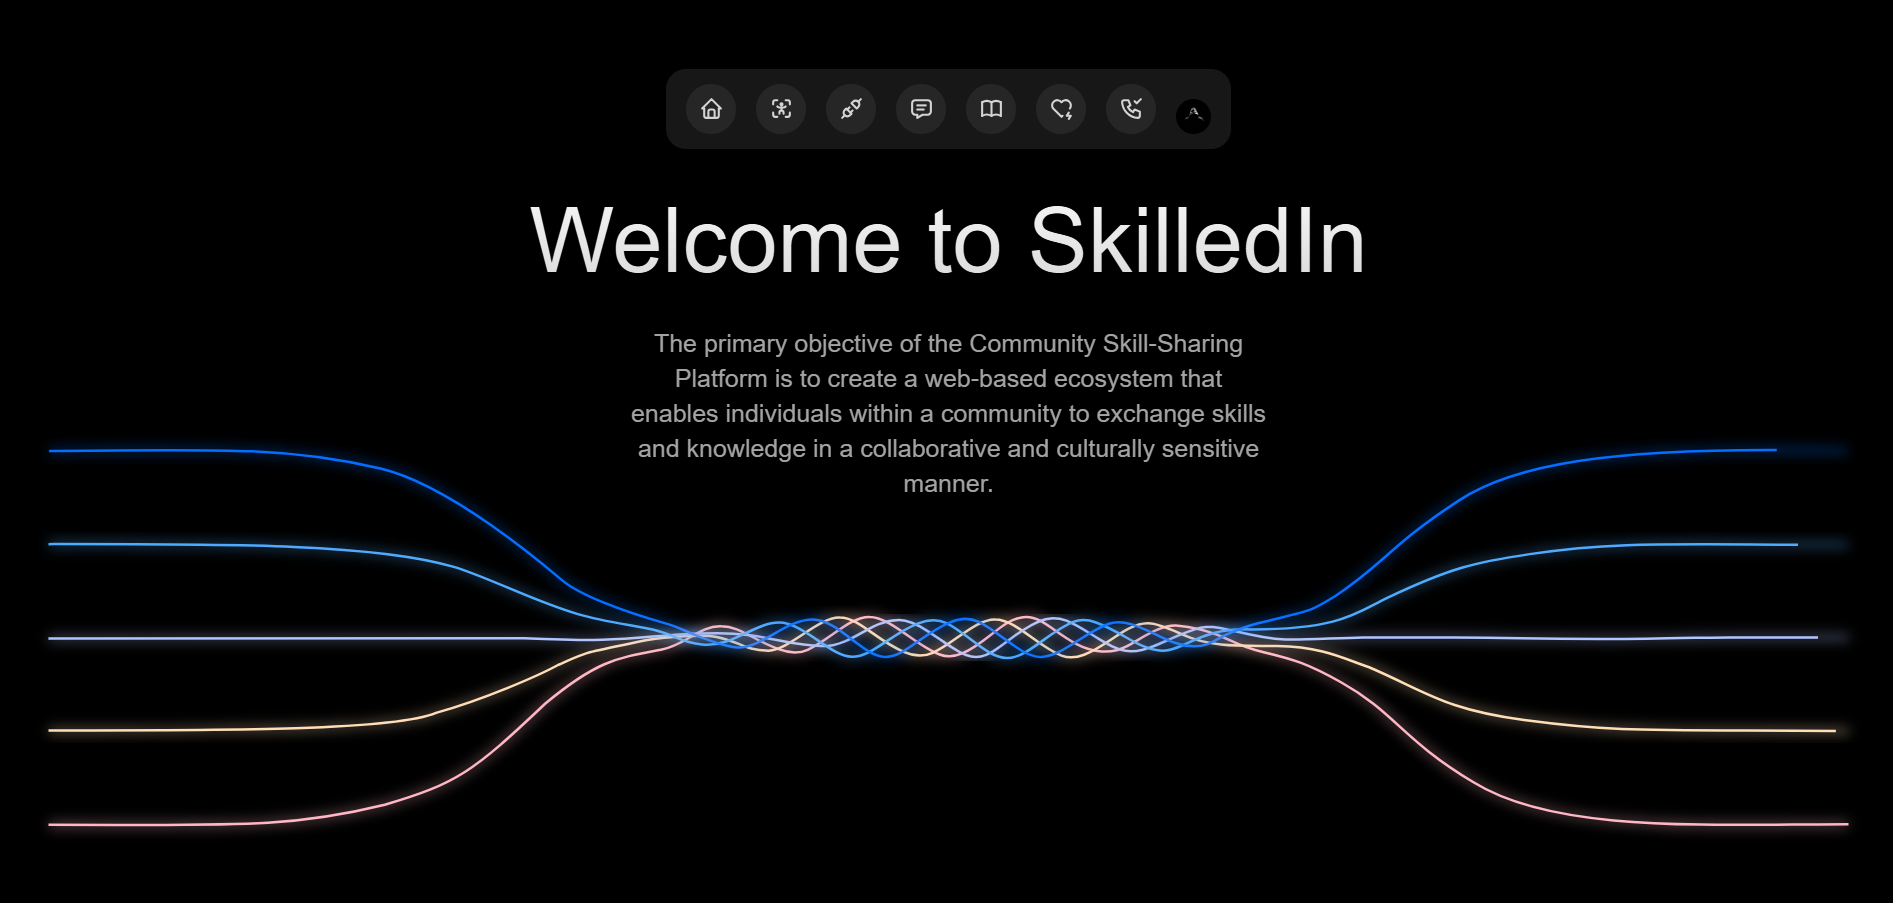 Welcome to SkilledIn
The primary objective of the Community Skill-Sharing
Platform is to create a web-based ecosystem that
enables individuals within a community to exchange skills
and knowledge in a collaborative and culturally sensitive
manner.